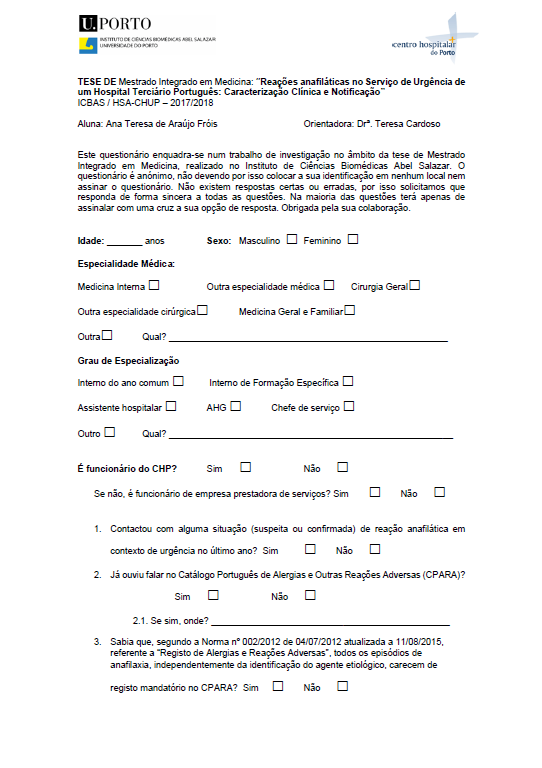 U. PORTO
INSTITUTO DE CIÊNCIAS BIOMÉDICAS ABEL SALAZAR
UNIVERSIDADE DO PORTO
centro hospitalar
do Porto
TESE DE Mestrado Integrado em Medicina: "Reações anafiláticas no Serviço de Urgência de
um Hospital Terciário Português: Caracterização Clínica e Notificação"
ICBAS / HSA-CHUP – 2017/2018
Aluna: Ana Teresa de Araújo Fróis Orientadora: Drª. Teresa Cardoso
Este questionário enquadra-se num trabalho de investigação no âmbito da tese de Mestrado
Integrado em Medicina, realizado no Instituto de Ciências Biomédicas Abel Salazar. O
questionário é anónimo, não devendo por isso colocar a sua identificação em nenhum local nem
assinar o questionário. Não existem respostas certas ou erradas, por isso solicitamos que
responda de forma sincera a todas as questões. Na maioria das questões terá apenas de
assinalar com uma cruz a sua opção de resposta. Obrigada pela sua colaboração.
Idade: _______ anos Sexo: Masculino ☐ Feminino ☐
Especialidade Médica:
Medicina Interna ☐ Outra especialidade médica ☐ Cirurgia Geral ☐
Outra especialidade cirúrgica ☐ Medicina Geral e Familiar ☐
Outra ☐ Qual? ____________________
Grau de Especialização
Interno do ano comum ☐ Interno de Formação Específica ☐
Assistente hospitalar ☐ AHG ☐ Chefe de serviço ☐
Outro ☐ Qual? ____________________
É funcionário do CHP? Sim ☐ Não ☐
Se não, é funcionário de empresa prestadora de serviços? Sim ☐ Não ☐
1. Contactou com alguma situação (suspeita ou confirmada) de reação anafilática em
contexto de urgência no último ano? Sim ☐ Não ☐
2. Já ouviu falar no Catálogo Português de Alergias e Outras Reações Adversas (CPARA)?
Sim ☐ Não ☐
2.1. Se sim, onde? ____________________
3. Sabia que, segundo a Norma nº 002/2012 de 04/07/2012 atualizada a 11/08/2015,
referente a "Registo de Alergias e Reações Adversas", todos os episódios de
anafilaxia, independentemente da identificação do agente etiológico, carecem de
registo mandatório no CPARA? Sim ☐ Não ☐